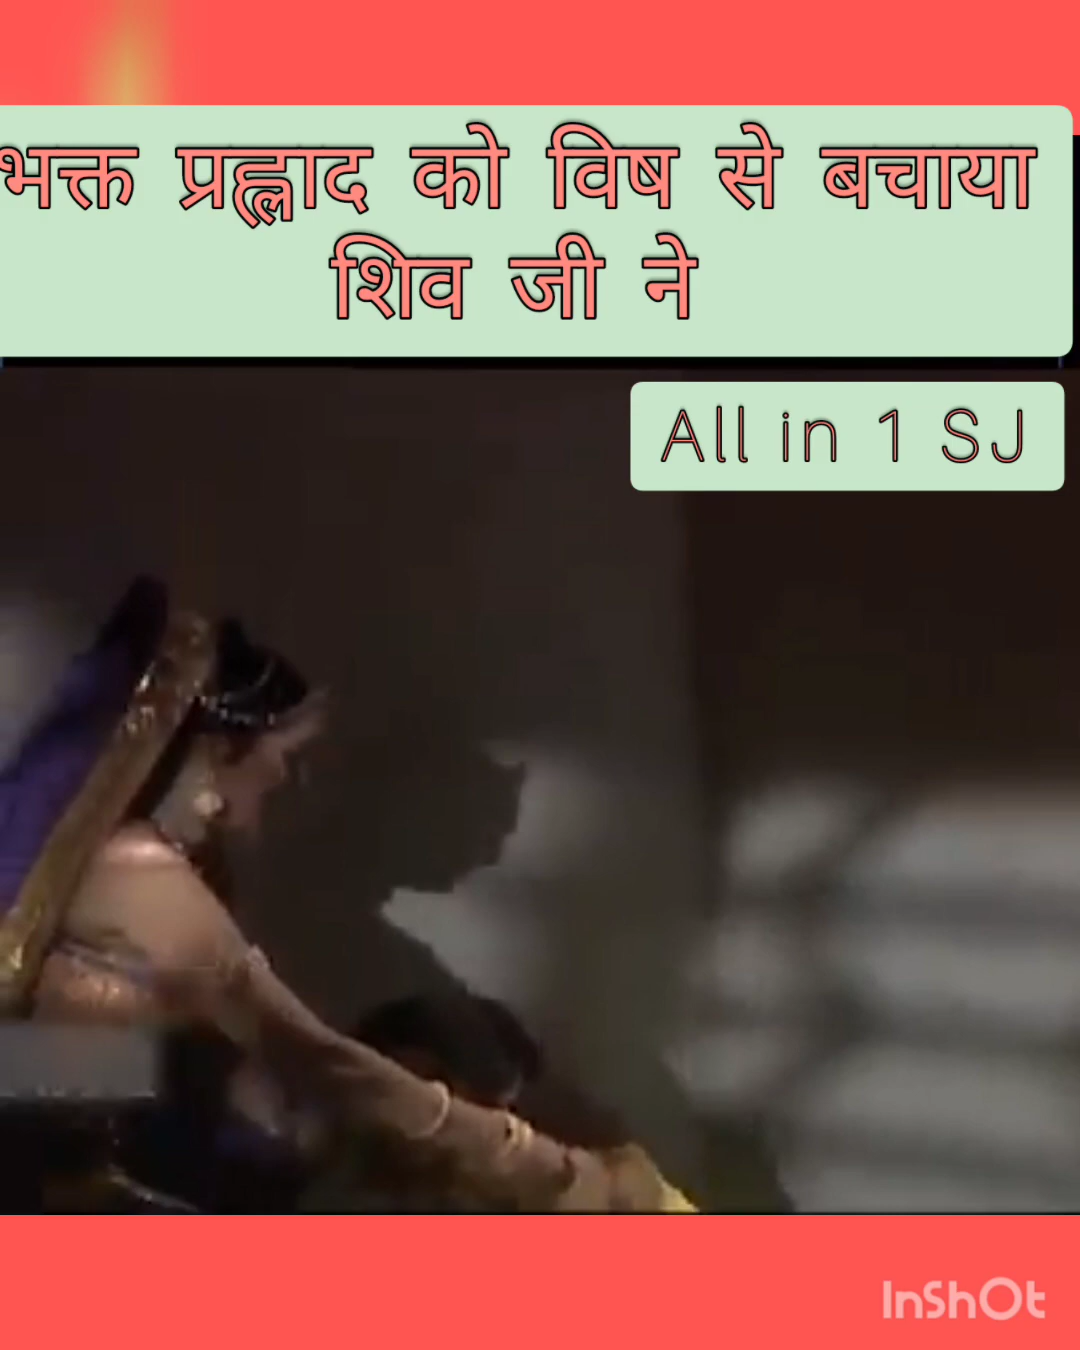 भक्त प्रह्लाद को विष से बचाया
शिव जी ने
All in 1 SJ
InShOt